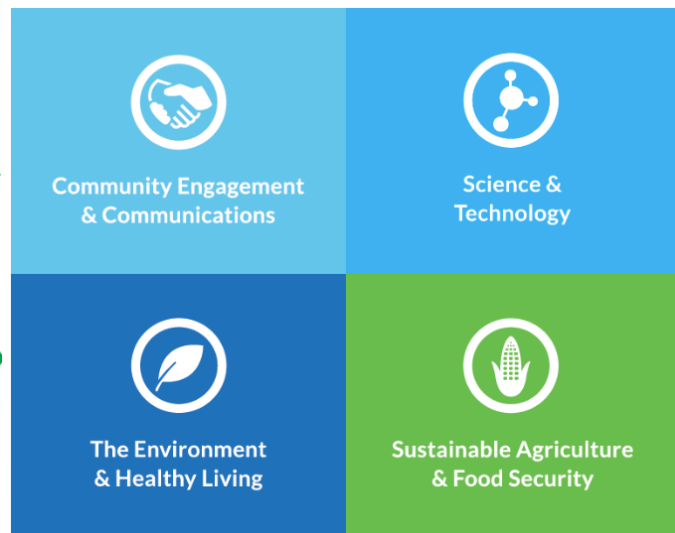 Community Engagement
& Communications
Science &
Technology
The Environment
& Healthy Living
Sustainable Agriculture
& Food Security